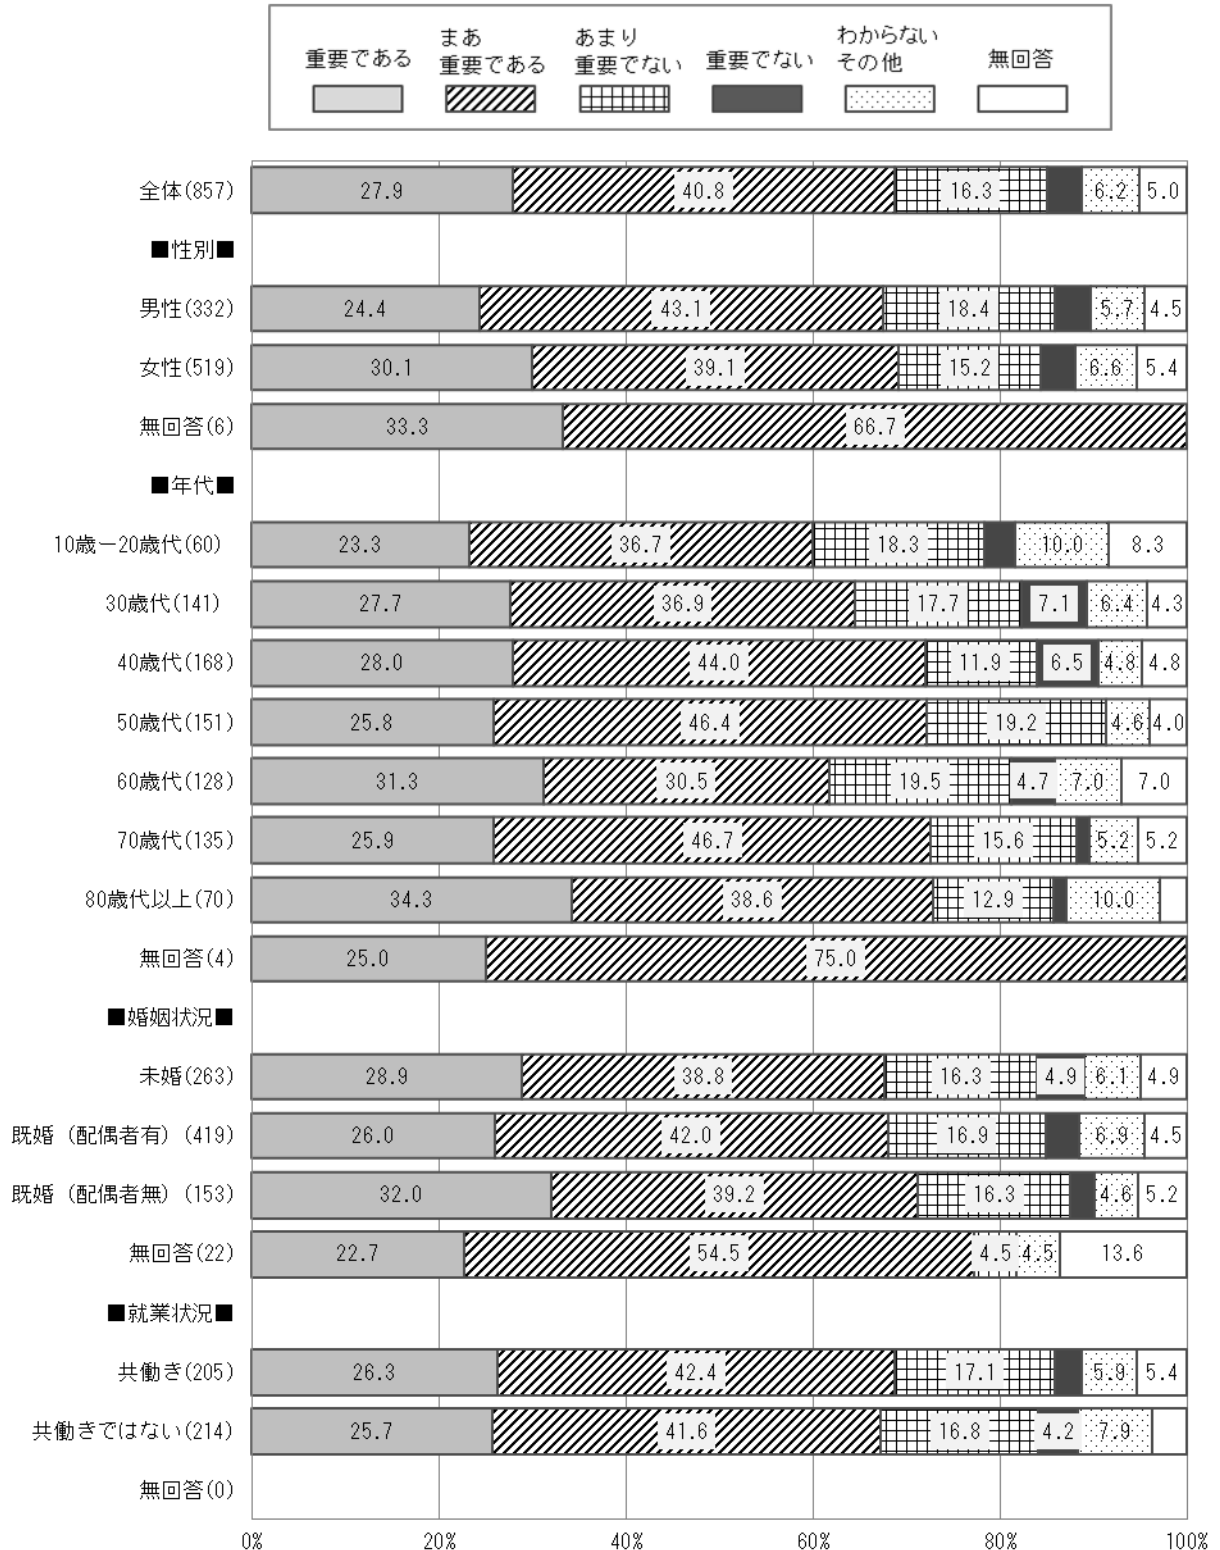 重要である
まあ
重要である
あまり
重要でない
重要でない
わからない
その他
無回答
全体(857) 27.9 40.8 16.3 6.2 5.0
■性別■
男性(332) 24.4 43.1 18.4 5.7 4.5
女性(519) 30.1 39.1 15.2 6.6 5.4
無回答(6) 33.3 66.7
■年代■
10歳ー20歳代(60) 23.3 36.7 18.3 10.0 8.3
30歳代(141) 27.7 36.9 17.7 7.1 6.4 4.3
40歳代(168) 28.0 44.0 11.9 6.5 4.8 4.8
50歳代(151) 25.8 46.4 19.2 4.6 4.0
60歳代(128) 31.3 30.5 19.5 4.7 7.0 7.0
70歳代(135) 25.9 46.7 15.6 5.2 5.2
80歳代以上(70) 34.3 38.6 12.9 10.0
無回答(4) 25.0 75.0
■婚姻状況■
未婚(263) 28.9 38.8 16.3 4.9 6.1 4.9
既婚（配偶者有）(419) 26.0 42.0 16.9 6.9 4.5
既婚（配偶者無）(153) 32.0 39.2 16.3 4.6 5.2
無回答(22) 22.7 54.5 4.5 4.5 13.6
■就業状況■
共働き(205) 26.3 42.4 17.1 5.9 5.4
共働きではない(214) 25.7 41.6 16.8 4.2 7.9
無回答(0)
0% 20% 40% 60% 80% 100%